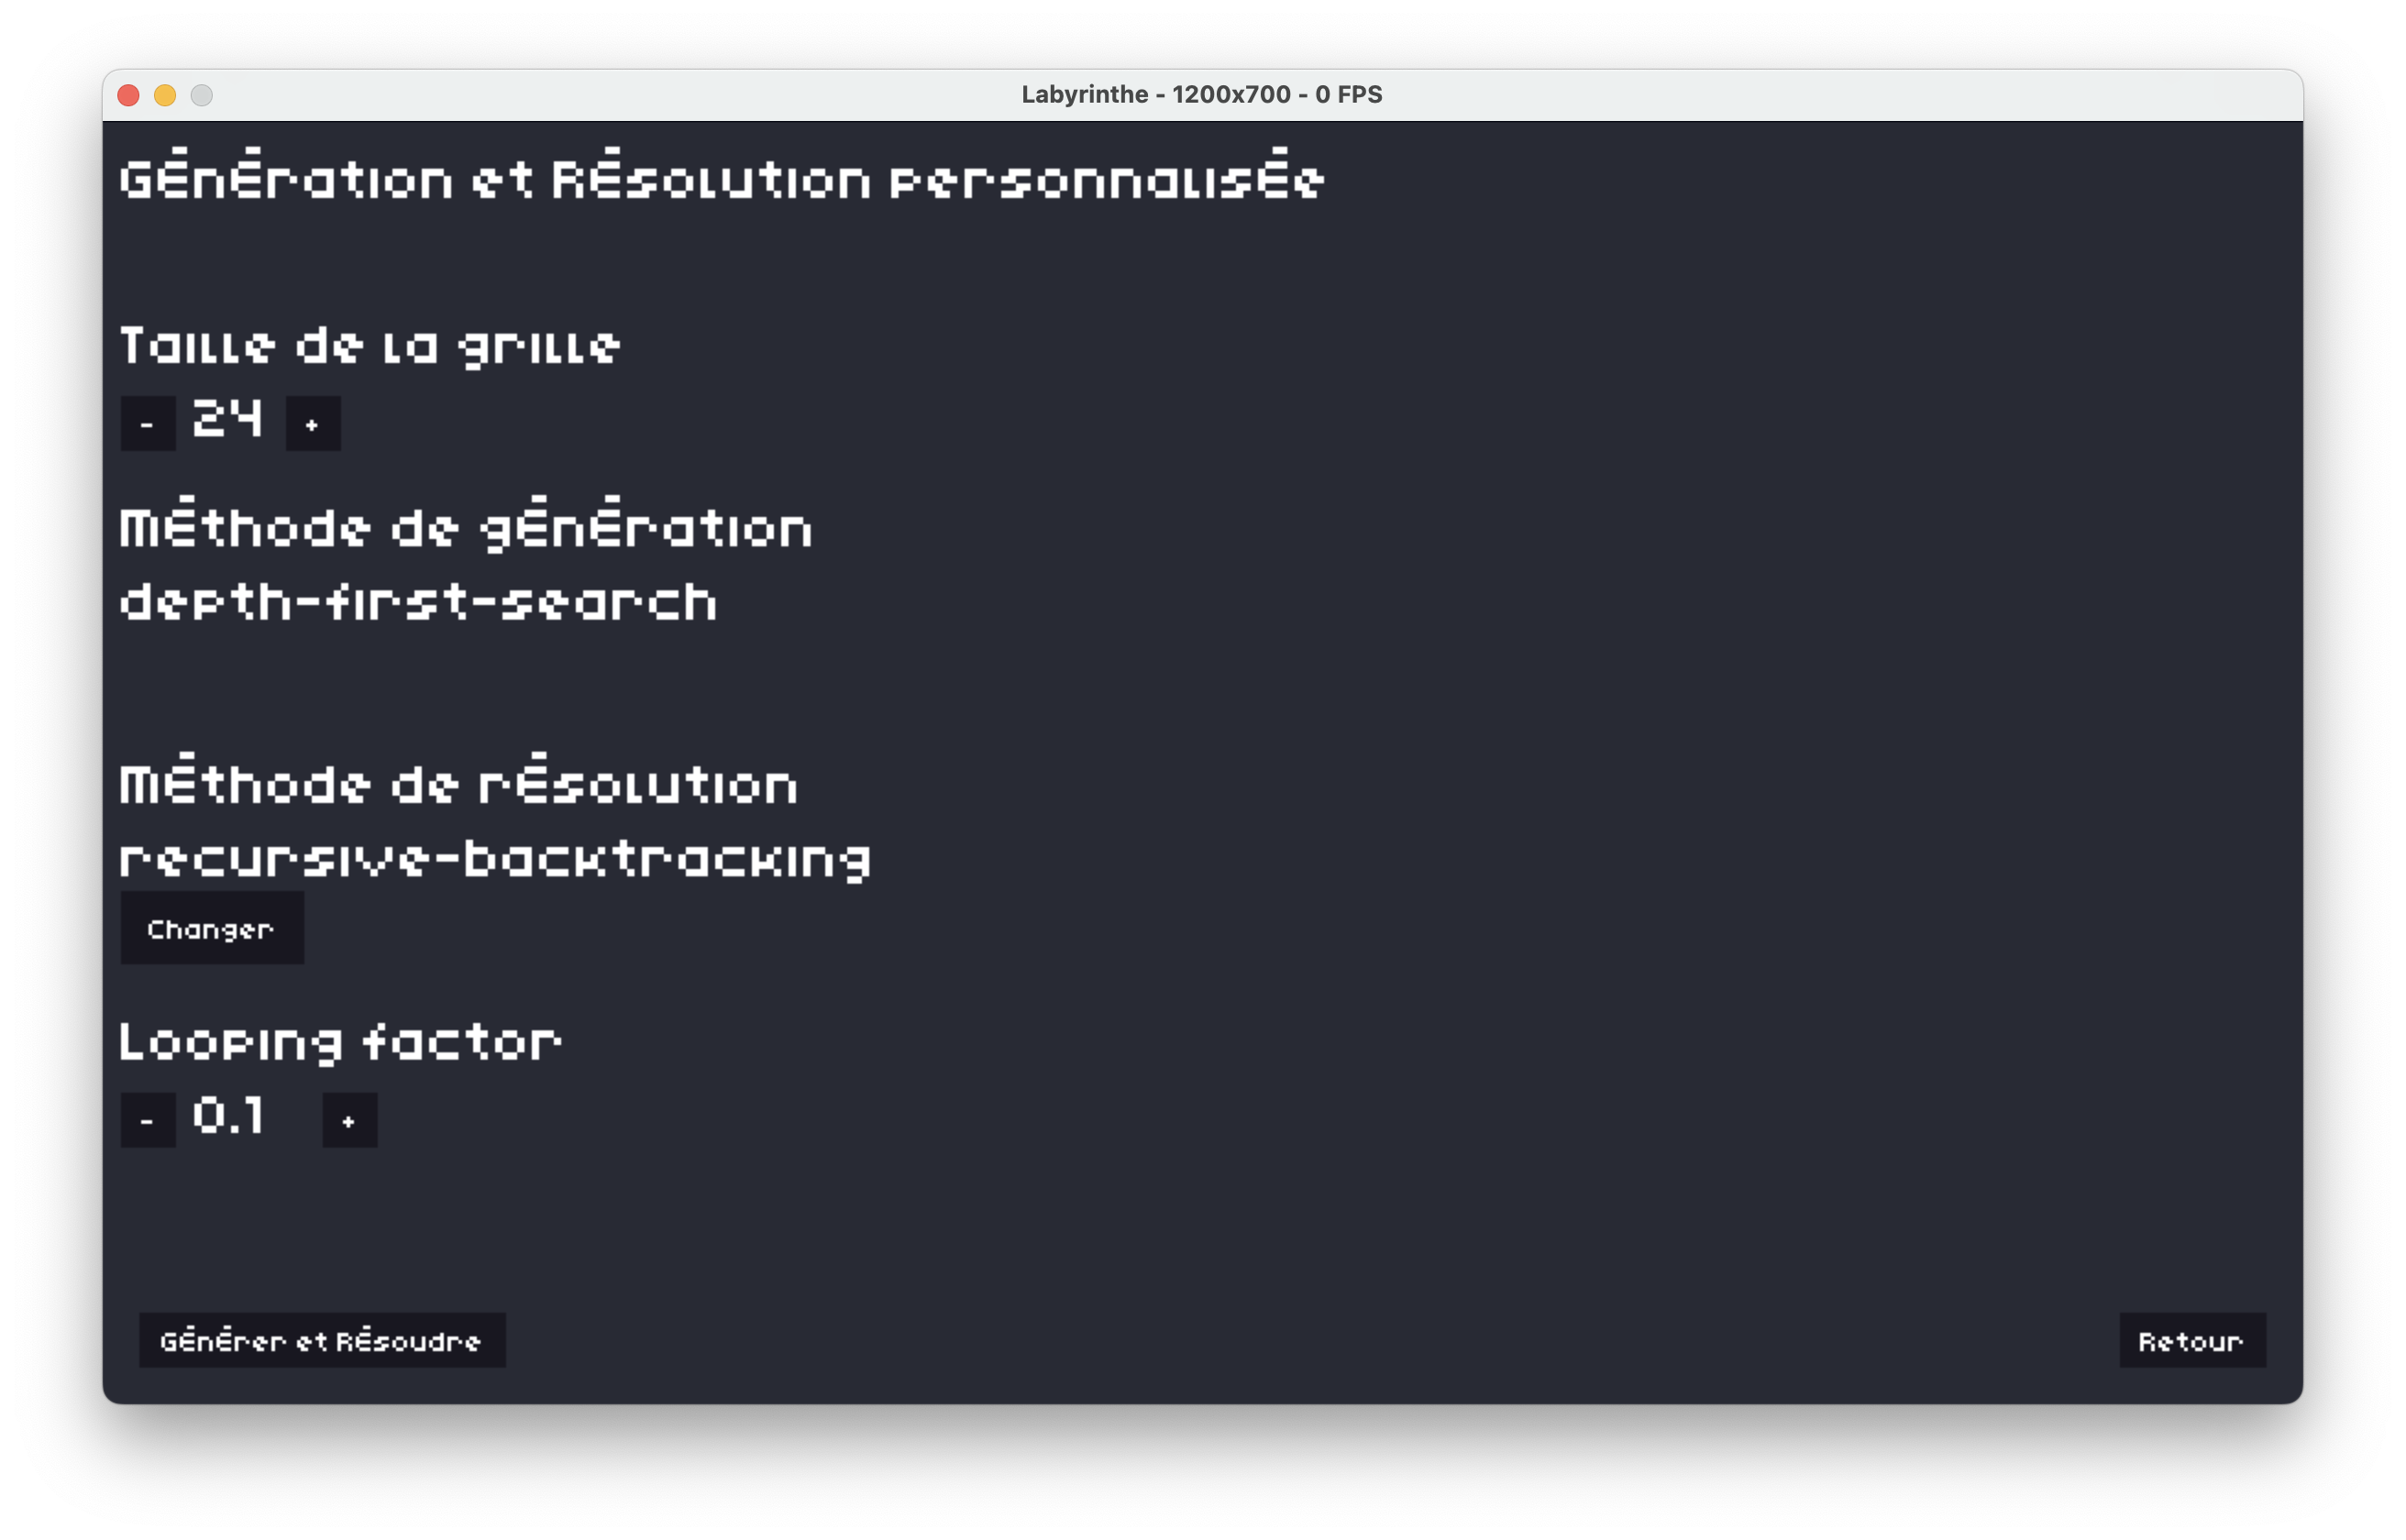 Labyrinthe - 1200x700 - 0 FPS
Génération et Résolution personnalisée
Taille de la grille
- 24 +
Méthode de génération
depth-first-search
Méthode de résolution
recursive-backtracking
Changer
Looping factor
- 0.1 +
Générer et Résoudre
Retour